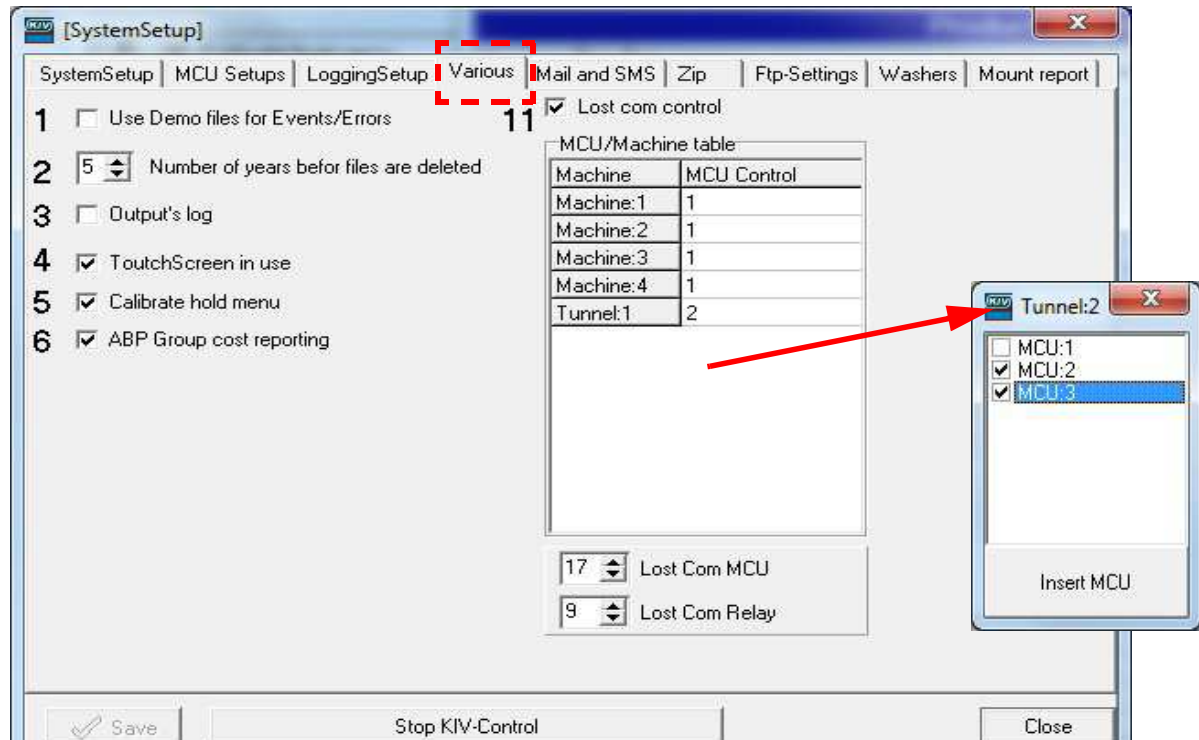 KIV [SystemSetup]
SystemSetup MCU Setups LoggingSetup Various Mail and SMS Zip Ftp-Settings Washers Mount report
1 Use Demo files for Events/Errors
2 5 Number of years befor files are deleted
3 Output's log
4 ToutchScreen in use
5 Calibrate hold menu
6 ABP Group cost reporting
11 Lost com control
MCU/Machine table
Machine MCU Control
Machine:1 1
Machine:2 1
Machine:3 1
Machine:4 1
Tunnel:1 2
17 Lost Com MCU
9 Lost Com Relay
KIV Tunnel:2
MCU:1
MCU:2
MCU:3
Insert MCU
Save Stop KIV-Control Close